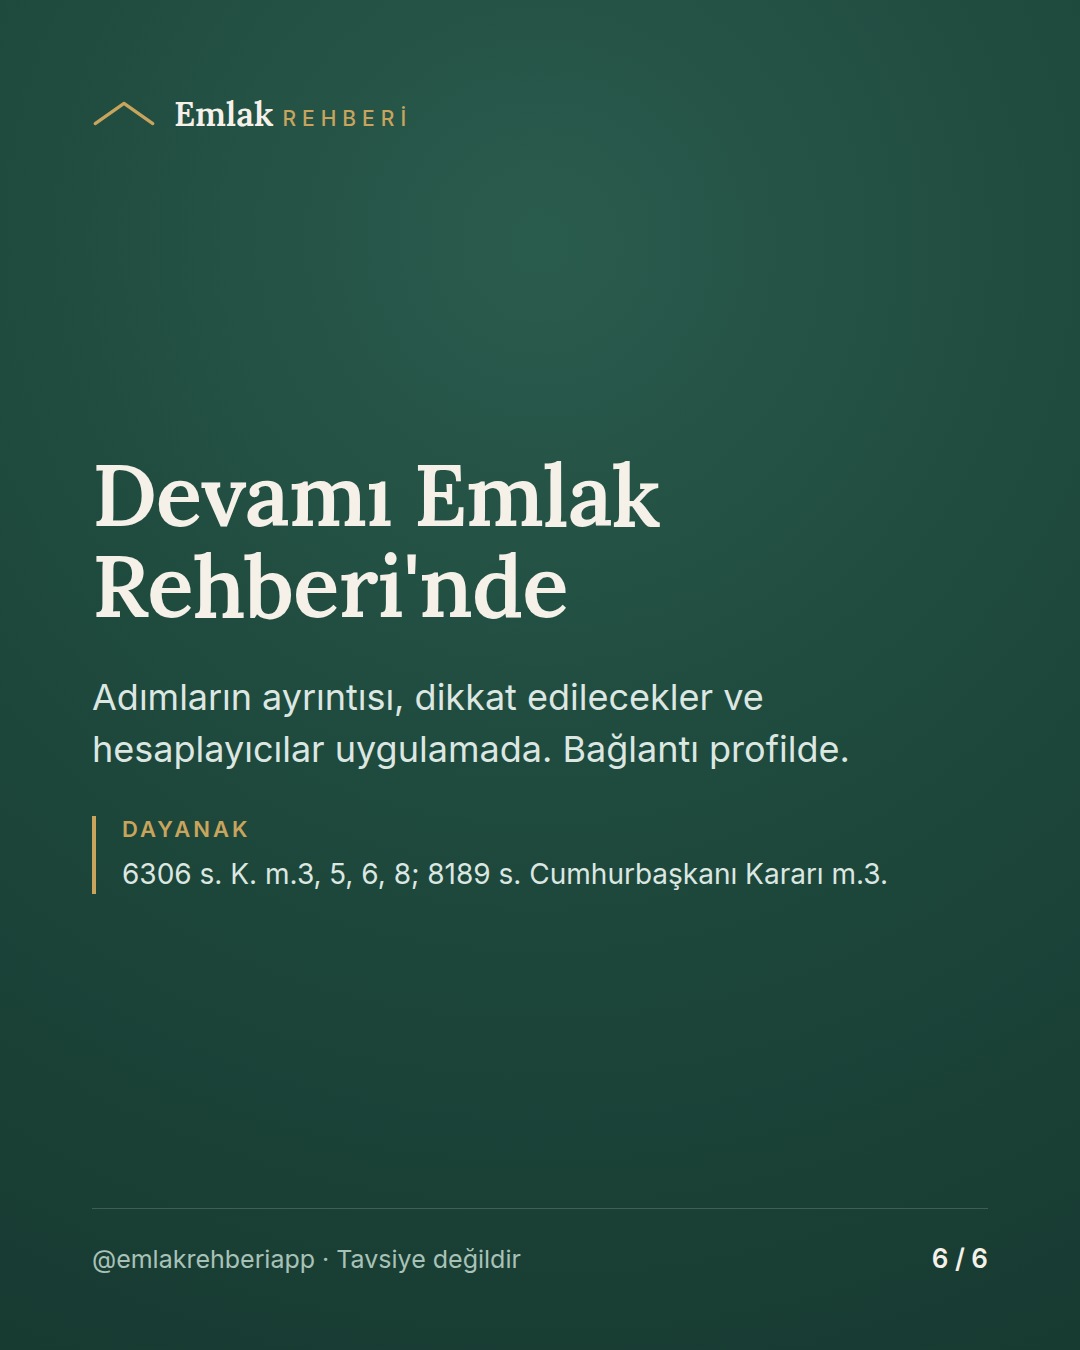 Emlak REHBERİ
Devamı Emlak
Rehberi'nde
Adımların ayrıntısı, dikkat edilecekler ve
hesaplayıcılar uygulamada. Bağlantı profilde.
DAYANAK
6306 s. K. m.3, 5, 6, 8; 8189 s. Cumhurbaşkanı Kararı m.3.
@emlakrehberiapp · Tavsiye değildir
6 / 6